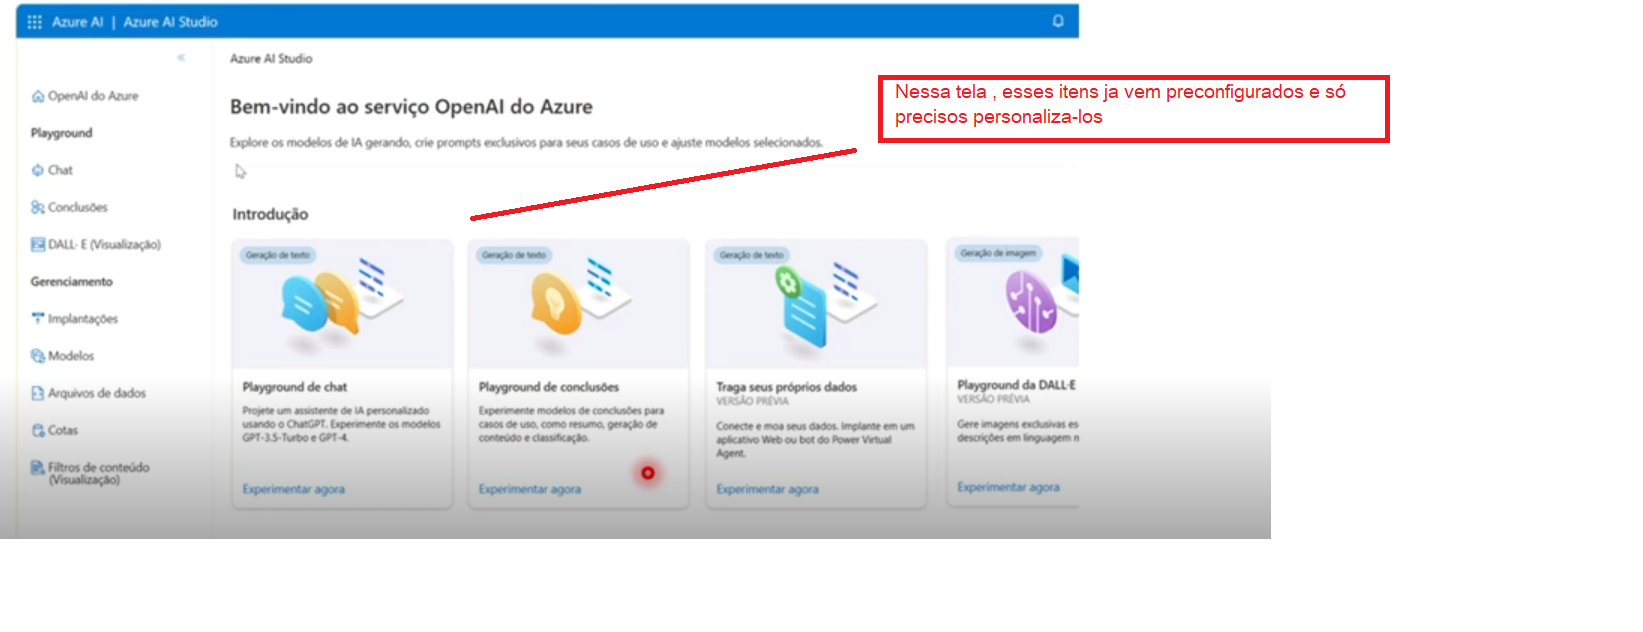 Azure AI | Azure AI Studio
«
OpenAI do Azure
Playground
Chat
Conclusões
DALL· E (Visualização)
Gerenciamento
Implantações
Modelos
Arquivos de dados
Cotas
Filtros de conteúdo
(Visualização)
Azure AI Studio
Bem-vindo ao serviço OpenAI do Azure
Explore os modelos de IA gerando, crie prompts exclusivos para seus casos de uso e ajuste modelos selecionados.
Nessa tela , esses itens ja vem preconfigurados e só
precisos personaliza-los
Introdução
Geração de texto
Playground de chat
Projete um assistente de IA personalizado
usando o ChatGPT. Experimente os modelos
GPT-3.5-Turbo e GPT-4.
Experimentar agora
Geração de texto
Playground de conclusões
Experimente modelos de conclusões para
casos de uso, como resumo, geração de
conteúdo e classificação.
Experimentar agora
Geração de texto
Traga seus próprios dados
VERSÃO PRÉVIA
Conecte e moa seus dados. Implante em um
aplicativo Web ou bot do Power Virtual
Agent.
Experimentar agora
Geração de imagem
Playground da DALL·E
VERSÃO PRÉVIA
Gere imagens exclusivas es
descrições em linguagem n
Experimentar agora